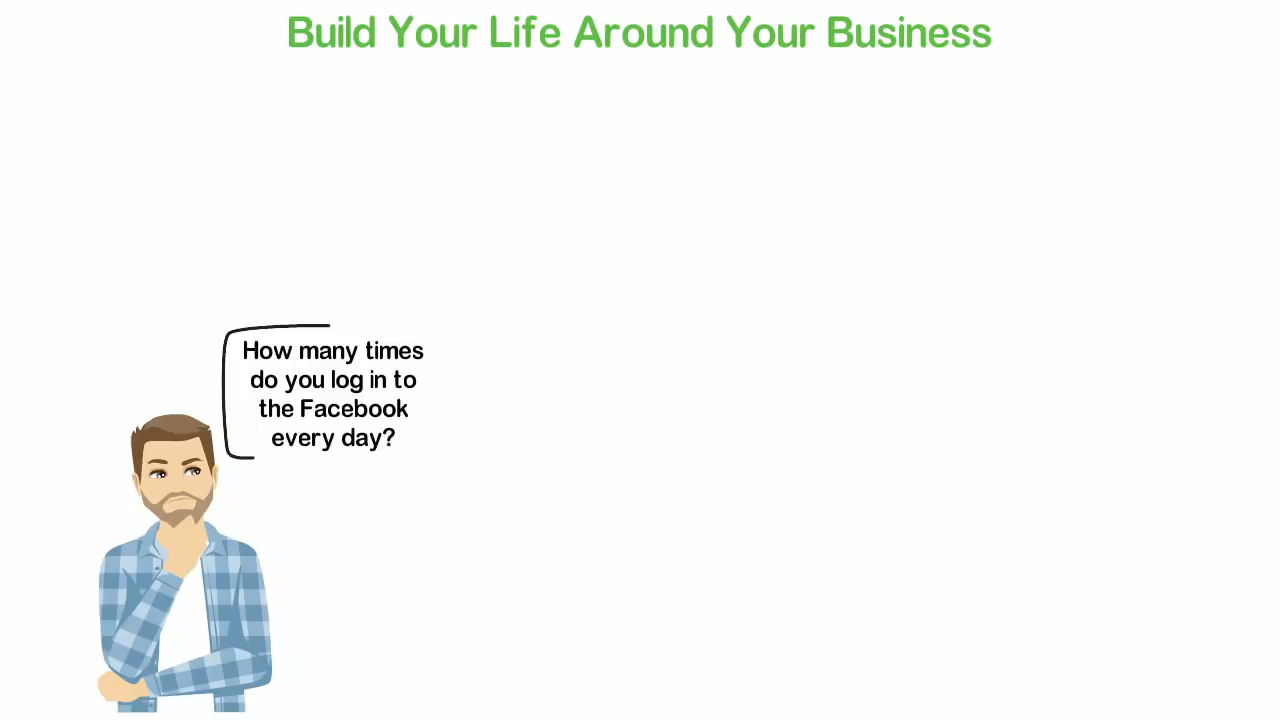 Build Your Life Around Your Business
How many times
do you log in to
the Facebook
every day?